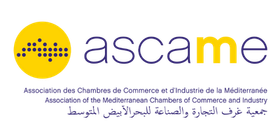 ascame
Association des Chambres de Commerce et d'Industrie de la Méditerranée
Association of the Mediterranean Chambers of Commerce and Industry
جمعية غرف التجارة والصناعة للبحر الأبيض المتوسط